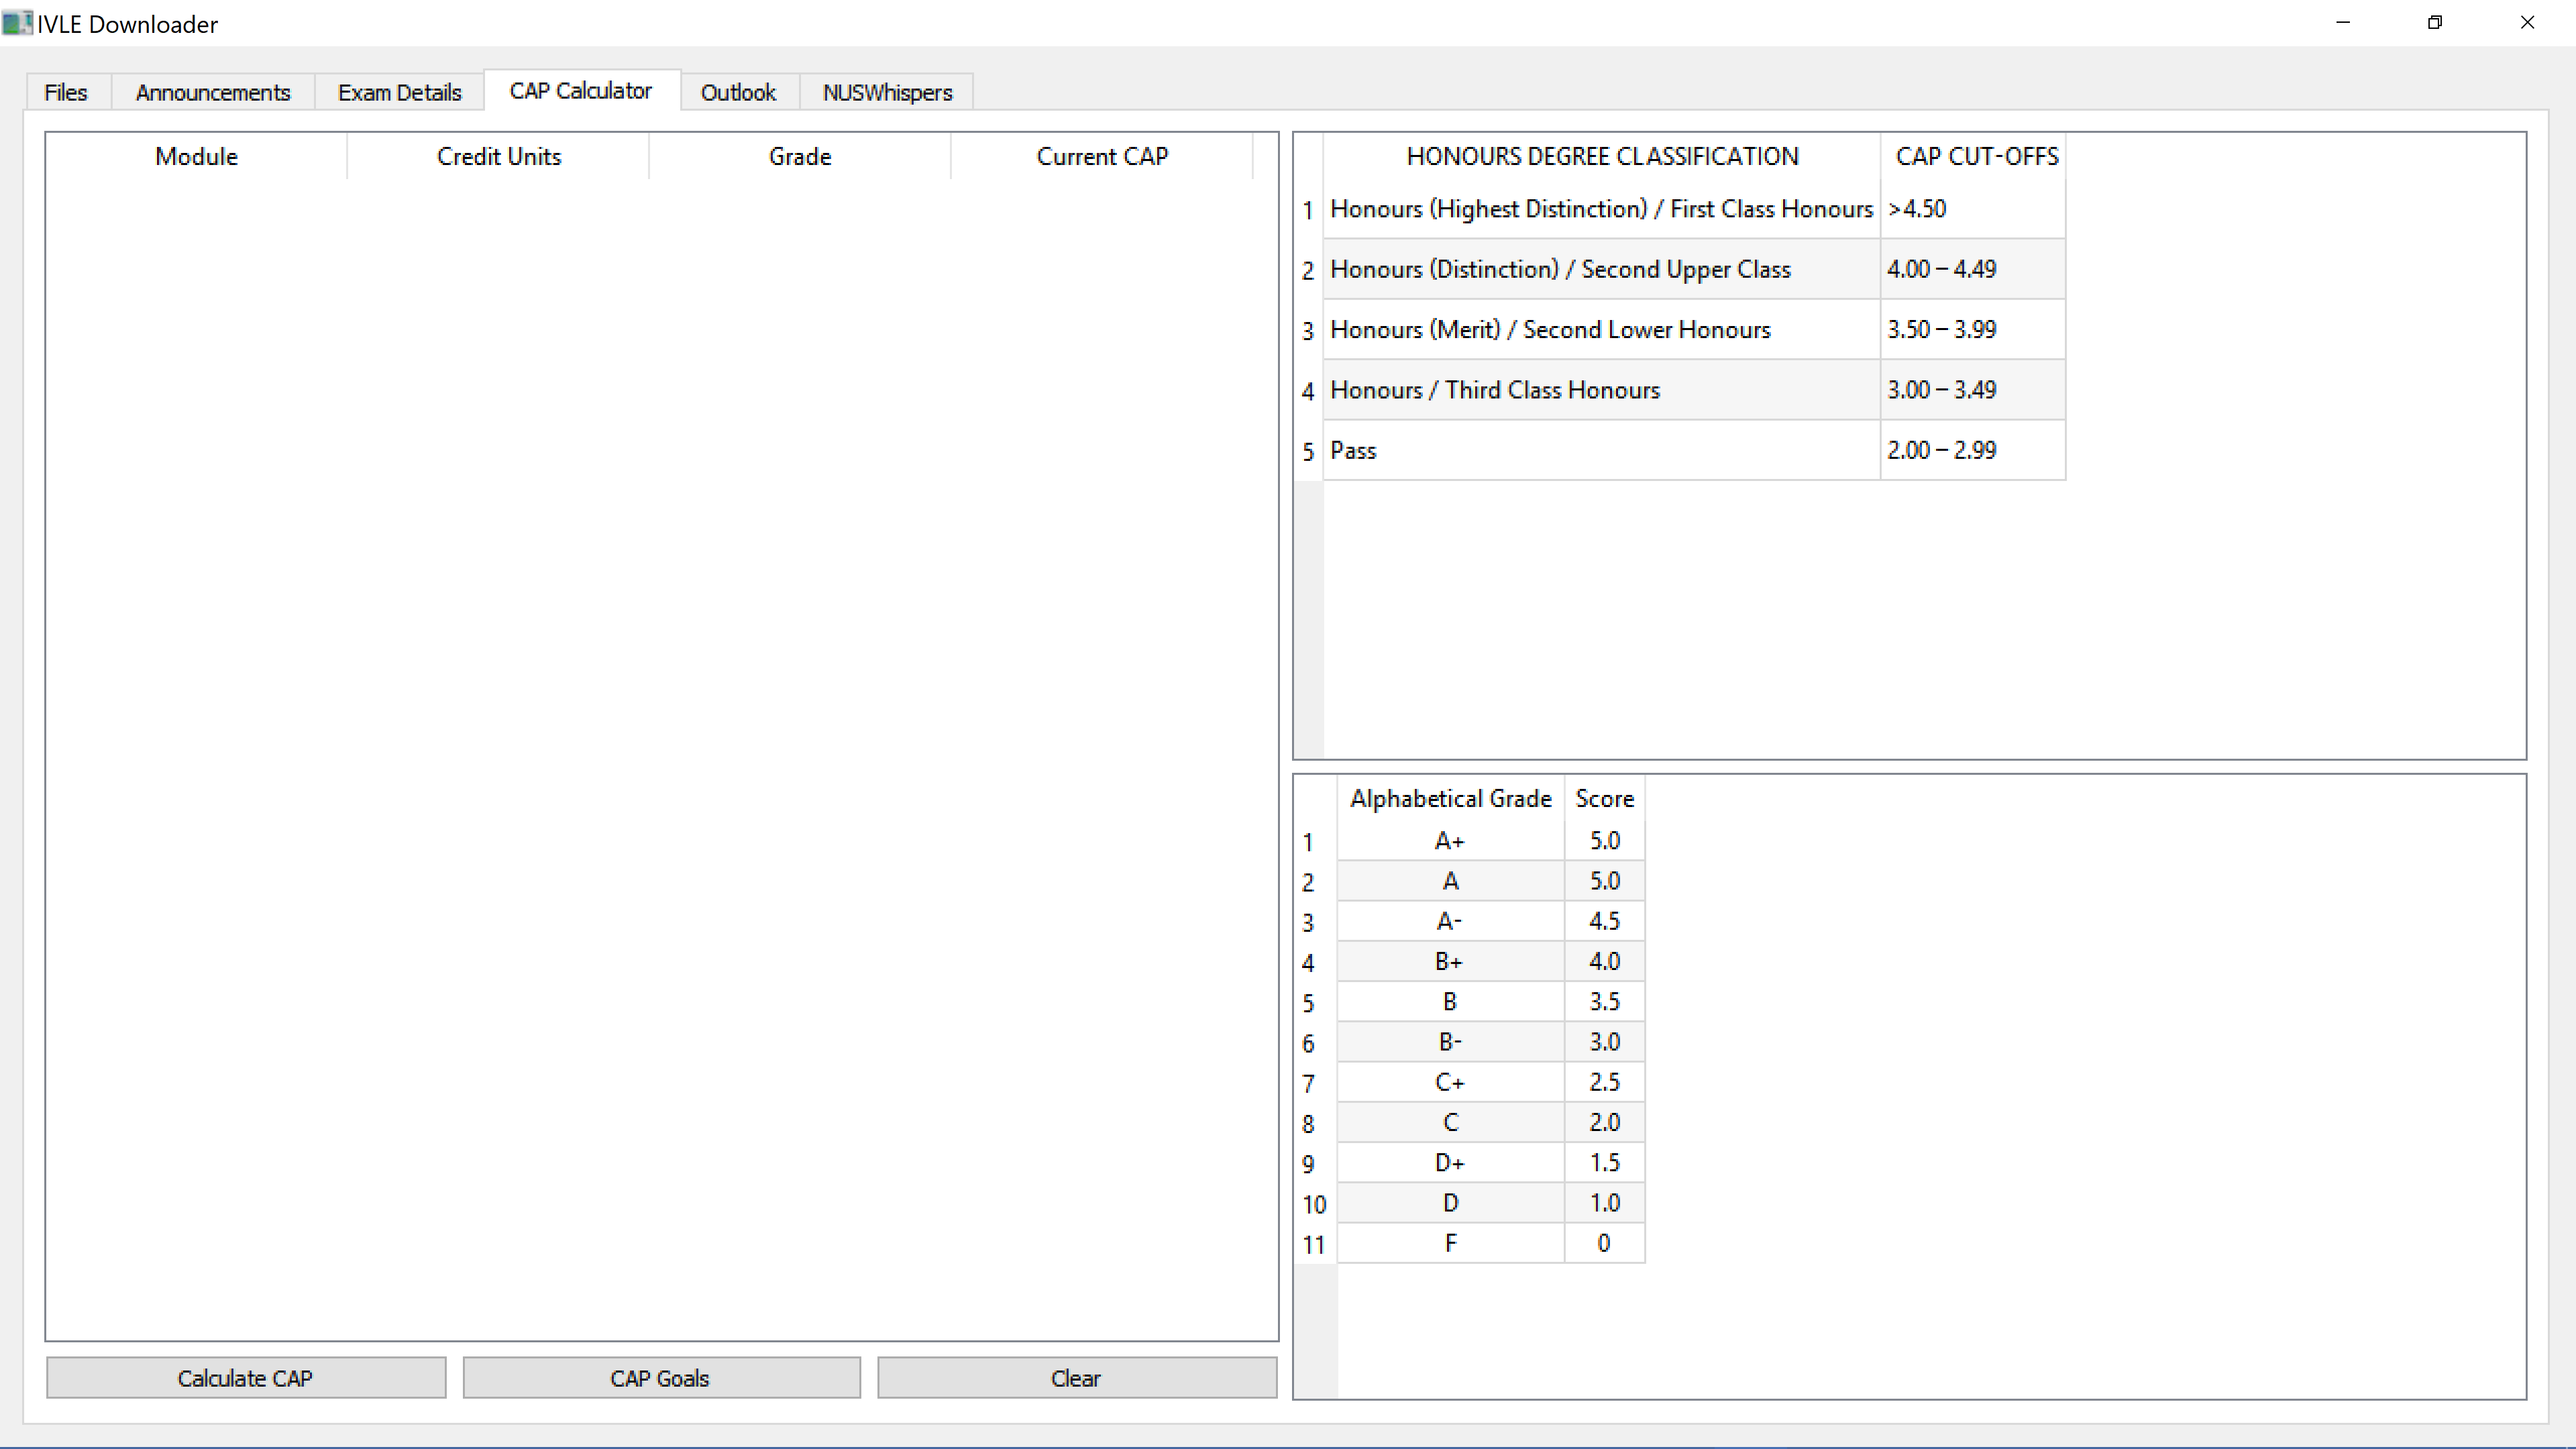 IVLE Downloader
Files Announcements Exam Details CAP Calculator Outlook NUSWhispers
Module Credit Units Grade Current CAP
HONOURS DEGREE CLASSIFICATION CAP CUT-OFFS
1 Honours (Highest Distinction) / First Class Honours >4.50
2 Honours (Distinction) / Second Upper Class 4.00 – 4.49
3 Honours (Merit) / Second Lower Honours 3.50 – 3.99
4 Honours / Third Class Honours 3.00 – 3.49
5 Pass 2.00 – 2.99
Alphabetical Grade Score
1 A+ 5.0
2 A 5.0
3 A- 4.5
4 B+ 4.0
5 B 3.5
6 B- 3.0
7 C+ 2.5
8 C 2.0
9 D+ 1.5
10 D 1.0
11 F 0
Calculate CAP CAP Goals Clear